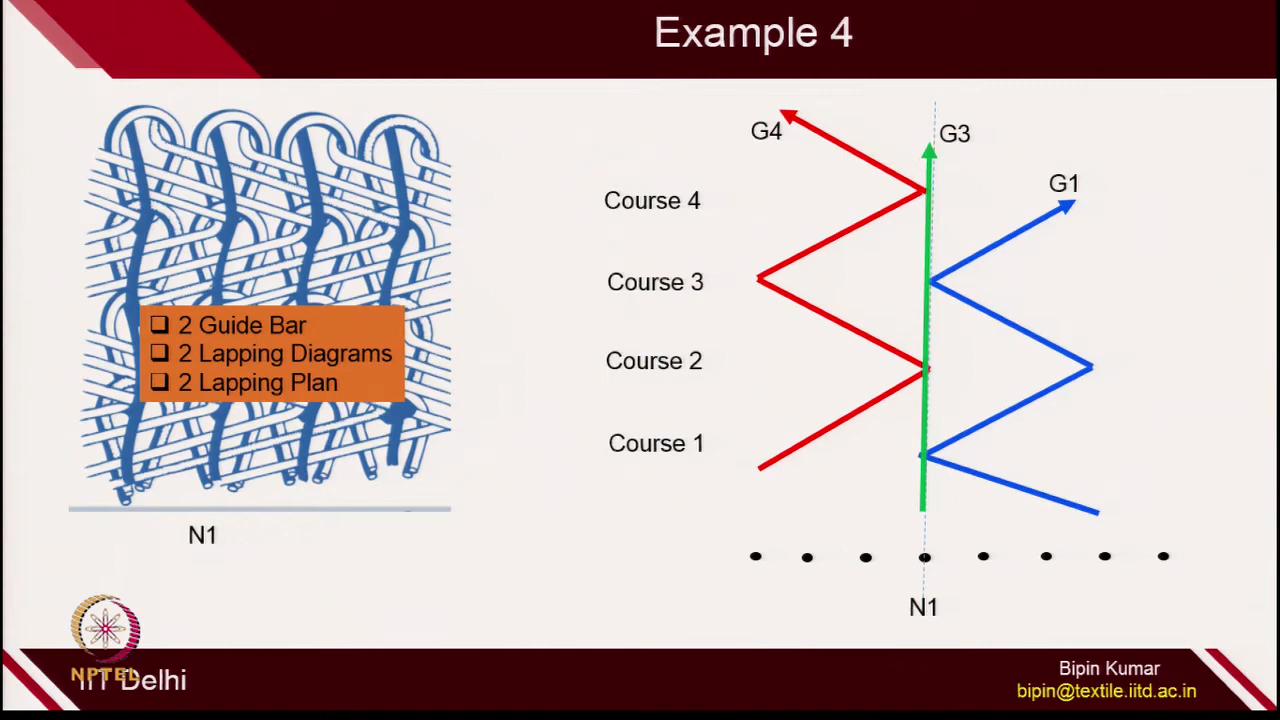 Example 4
G4
G3
G1
Course 4
Course 3
Course 2
Course 1
❑ 2 Guide Bar
❑ 2 Lapping Diagrams
❑ 2 Lapping Plan
N1
N1
NPTEL
IIT Delhi
Bipin Kumar
bipin@textile.iitd.ac.in